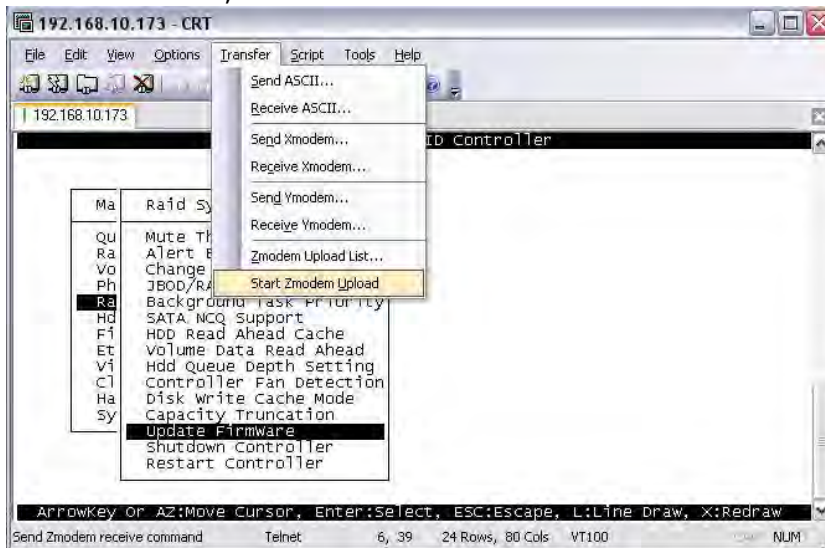 192.168.10.173 - CRT
File Edit View Options Transfer Script Tools Help
192.168.10.173
Send ASCII...
Receive ASCII...
Send Xmodem...
Receive Xmodem...
Send Ymodem...
Receive Ymodem...
Zmodem Upload List...
Start Zmodem Upload
ID Controller
Ma
Qu
Ra
Vo
Ph
Ra
Hd
Fi
Et
Vi
Cl
Ha
Sy
Raid Sy
Mute Th
Alert B
Change
JBOD/RA
Background Task Priority
SATA NCQ Support
HDD Read Ahead Cache
Volume Data Read Ahead
Hdd Queue Depth Setting
Controller Fan Detection
Disk Write Cache Mode
Capacity Truncation
Update FirmWare
Shutdown Controller
Restart Controller
ArrowKey Or AZ:Move Cursor, Enter:Select, ESC:Escape, L:Line Draw, X:Redraw
Send Zmodem receive command Telnet 6, 39 24 Rows, 80 Cols VT100 NUM